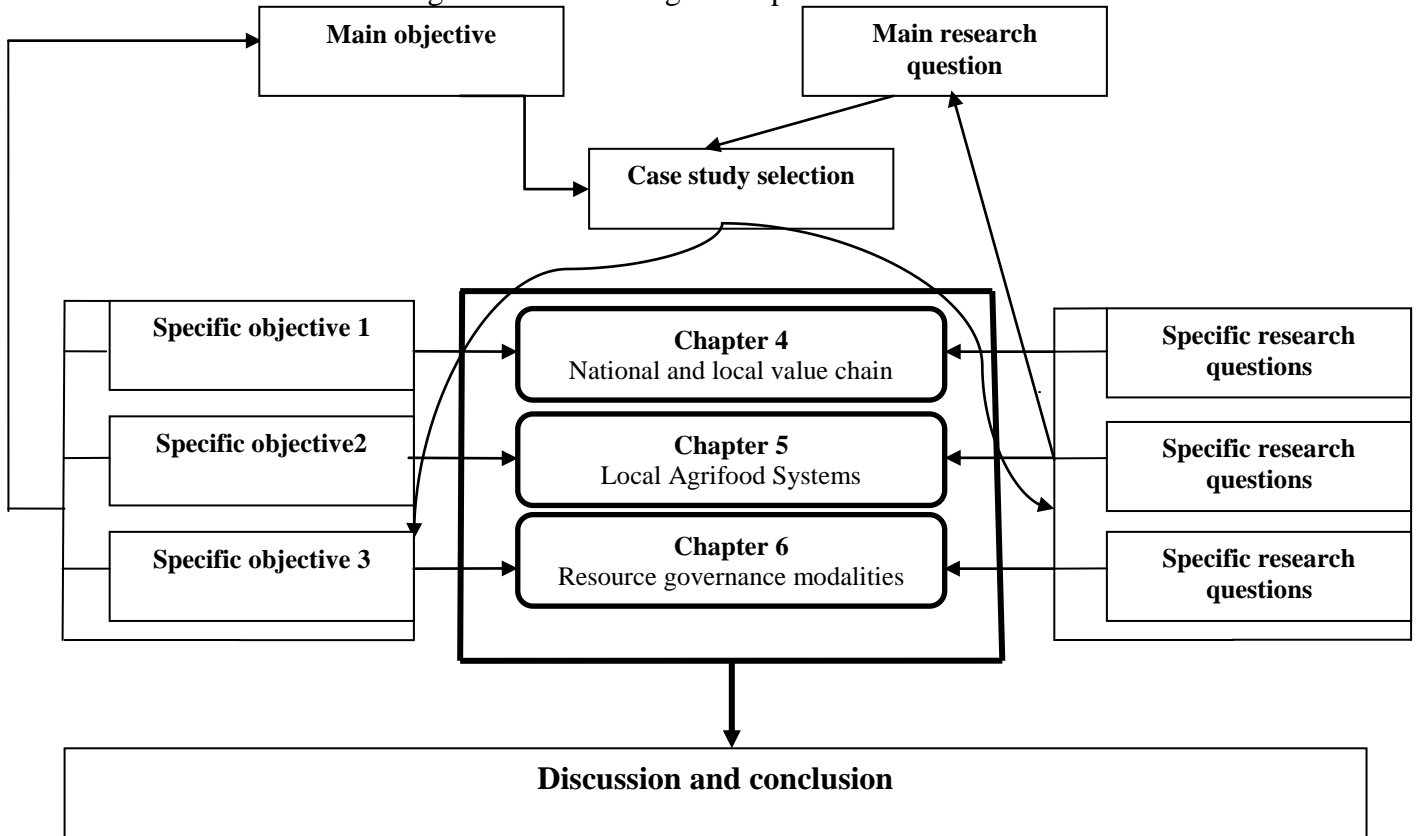 Main objective
Main research
question
Case study selection
Specific objective 1
Chapter 4
National and local value chain
Specific research
questions
Specific objective2
Chapter 5
Local Agrifood Systems
Specific research
questions
Specific objective 3
Chapter 6
Resource governance modalities
Specific research
questions
Discussion and conclusion